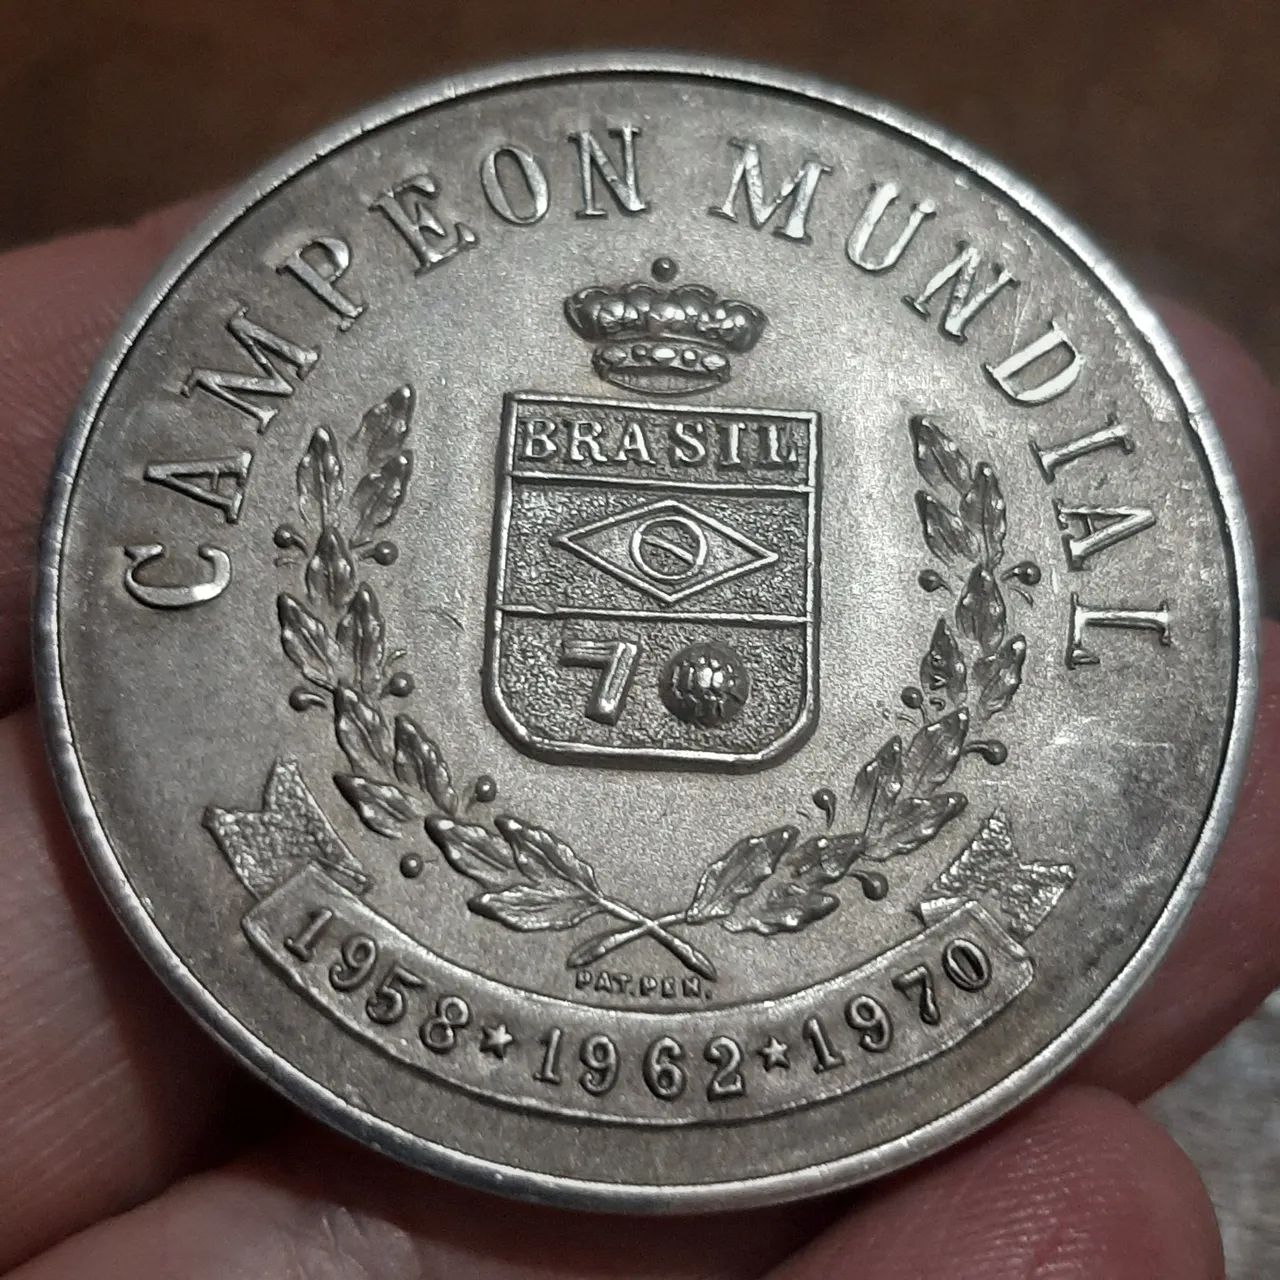 CAMPEON MUNDIAL
BRASIL
70
PAT. PEN.
1958★1962★1970